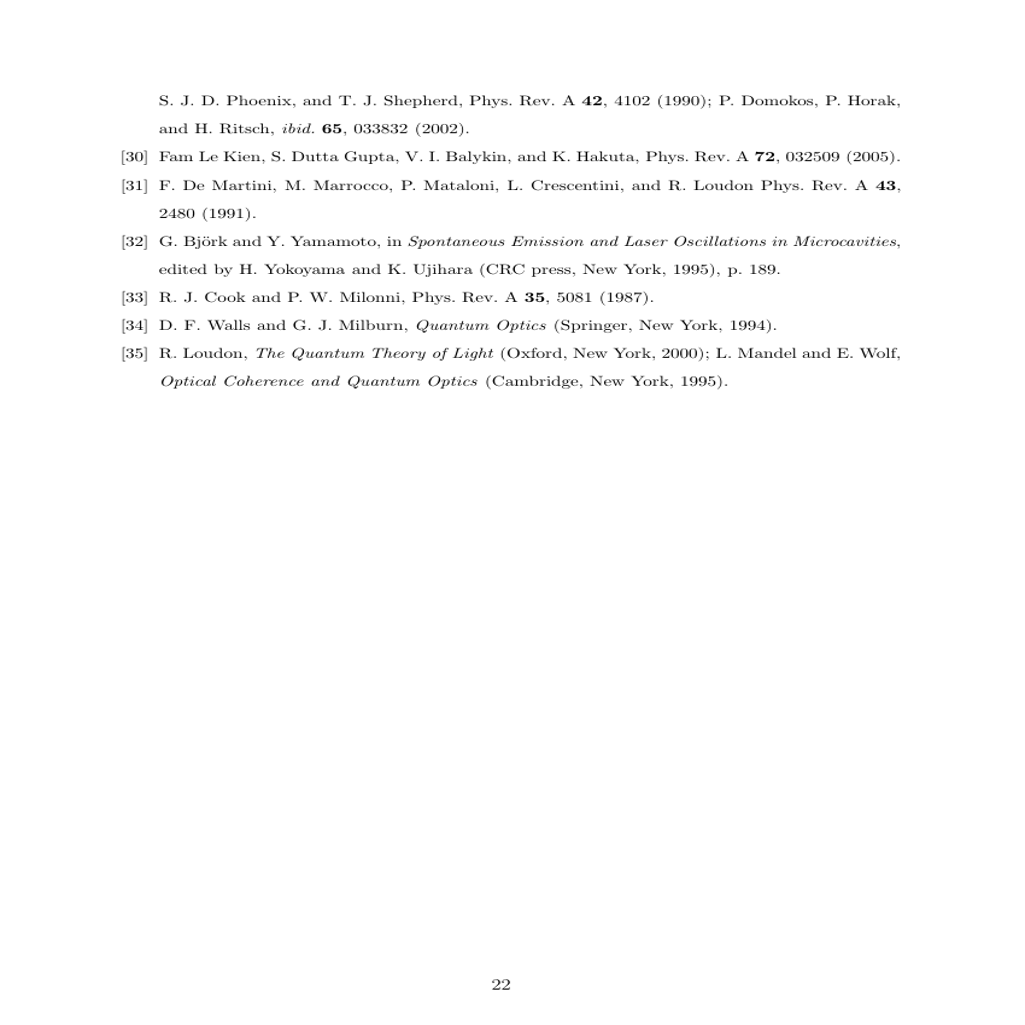 S. J. D. Phoenix, and T. J. Shepherd, Phys. Rev. A 42, 4102 (1990); P. Domokos, P. Horak,
and H. Ritsch, ibid. 65, 033832 (2002).
[30] Fam Le Kien, S. Dutta Gupta, V. I. Balykin, and K. Hakuta, Phys. Rev. A 72, 032509 (2005).
[31] F. De Martini, M. Marrocco, P. Mataloni, L. Crescentini, and R. Loudon Phys. Rev. A 43,
2480 (1991).
[32] G. Björk and Y. Yamamoto, in Spontaneous Emission and Laser Oscillations in Microcavities,
edited by H. Yokoyama and K. Ujihara (CRC press, New York, 1995), p. 189.
[33] R. J. Cook and P. W. Milonni, Phys. Rev. A 35, 5081 (1987).
[34] D. F. Walls and G. J. Milburn, Quantum Optics (Springer, New York, 1994).
[35] R. Loudon, The Quantum Theory of Light (Oxford, New York, 2000); L. Mandel and E. Wolf,
Optical Coherence and Quantum Optics (Cambridge, New York, 1995).
22